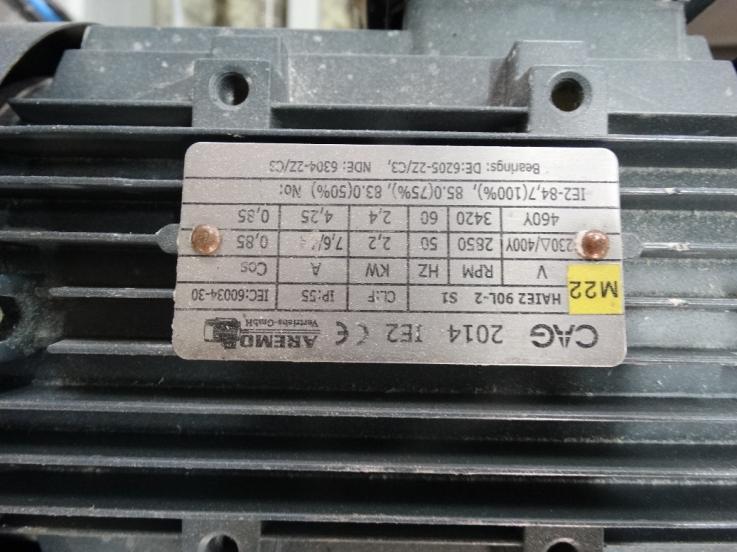 CAG 2014 IE2 CE AREMO
Vertriebs-GmbH
M22
HAIE2 90L-2 S1 CL:F IP:55 IEC:60034-30
V RPM HZ KW A Cos
230Δ/400Y 2850 50 2,2 7,6/ 0,85
460Y 3420 60 2,4 4,25 0,85
IE2-84,7(100%), 85.0(75%), 83.0(50%) No:
Bearings: DE:6205-2Z/C3, NDE: 6304-2Z/C3